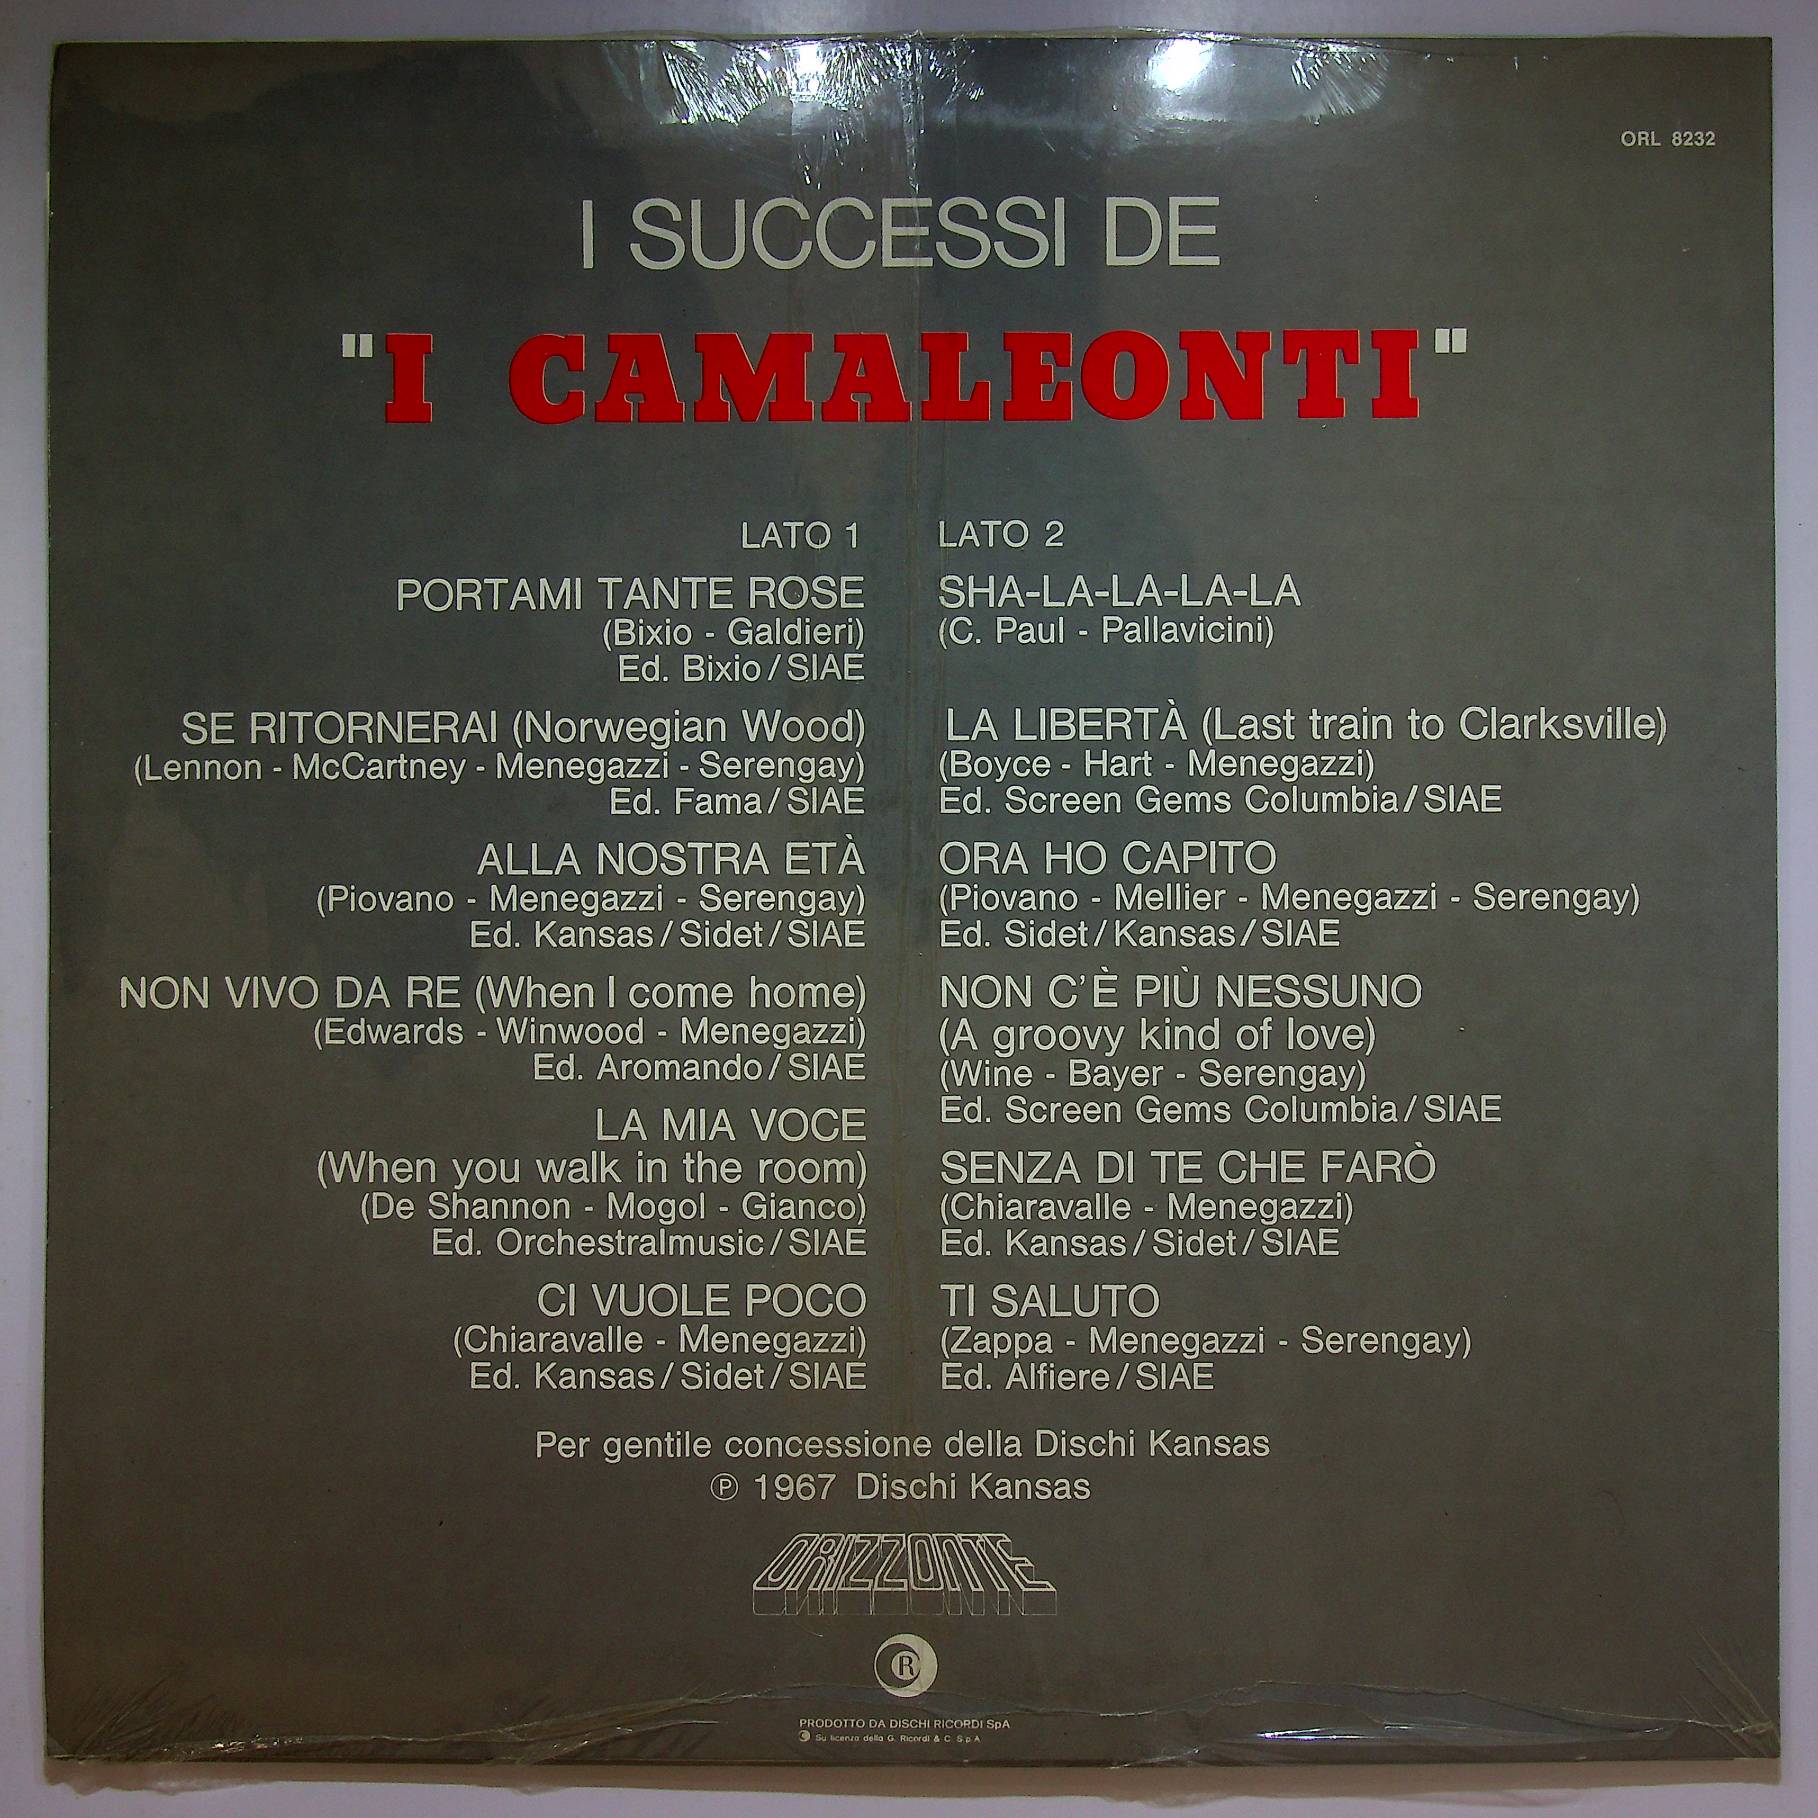 ORL 8232
I SUCCESSI DE
"I CAMALEONTI"
LATO 1
PORTAMI TANTE ROSE
(Bixio - Galdieri)
Ed. Bixio / SIAE
SE RITORNERAI (Norwegian Wood)
(Lennon - McCartney - Menegazzi - Serengay)
Ed. Fama / SIAE
ALLA NOSTRA ETÀ
(Piovano - Menegazzi - Serengay)
Ed. Kansas / Sidet / SIAE
NON VIVO DA RE (When I come home)
(Edwards - Winwood - Menegazzi)
Ed. Aromando / SIAE
LA MIA VOCE
(When you walk in the room)
(De Shannon - Mogol - Gianco)
Ed. Orchestralmusic / SIAE
CI VUOLE POCO
(Chiaravalle - Menegazzi)
Ed. Kansas / Sidet / SIAE
LATO 2
SHA-LA-LA-LA-LA
(C. Paul - Pallavicini)
LA LIBERTÀ (Last train to Clarksville)
(Boyce - Hart - Menegazzi)
Ed. Screen Gems Columbia / SIAE
ORA HO CAPITO
(Piovano - Mellier - Menegazzi - Serengay)
Ed. Sidet / Kansas / SIAE
NON C'È PIÙ NESSUNO
(A groovy kind of love)
(Wine - Bayer - Serengay)
Ed. Screen Gems Columbia / SIAE
SENZA DI TE CHE FARÒ
(Chiaravalle - Menegazzi)
Ed. Kansas / Sidet / SIAE
TI SALUTO
(Zappa - Menegazzi - Serengay)
Ed. Alfiere / SIAE
Per gentile concessione della Dischi Kansas
℗ 1967 Dischi Kansas
ORIZZONTE
R
PRODOTTO DA DISCHI RICORDI SpA
Su licenza della G. Ricordi & C. S.p.A.